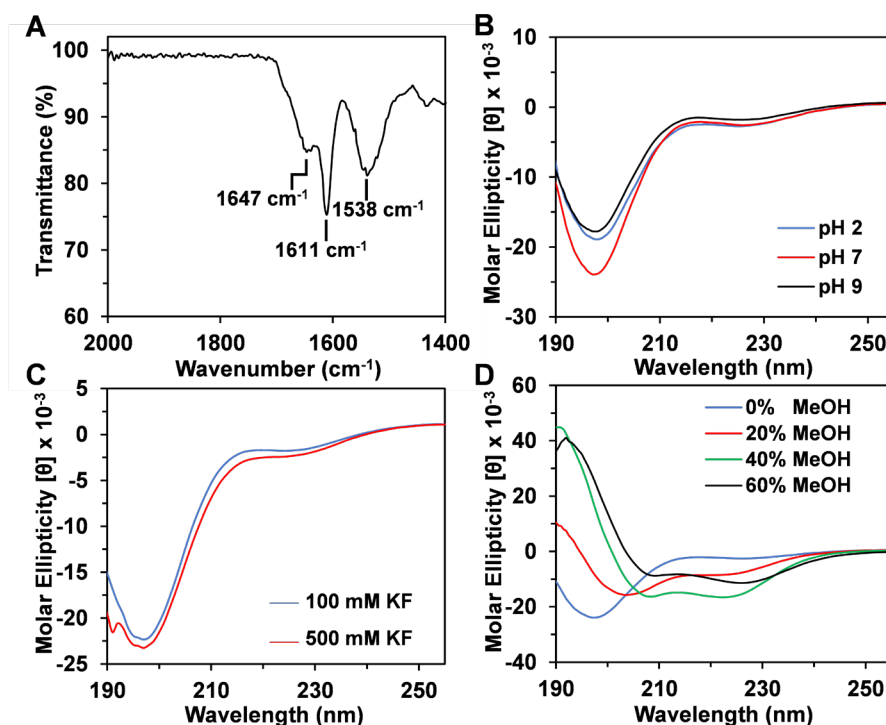 A
100
90
80
70
60
Transmittance (%)
1647 cm-1
1611 cm-1
1538 cm-1
2000 1800 1600 1400
Wavenumber (cm-1)
B
10
0
-10
-20
-30
Molar Ellipticity [θ] x 10-3
pH 2
pH 7
pH 9
190 210 230 250
Wavelength (nm)
C
5
0
-5
-10
-15
-20
-25
Molar Ellipticity [θ] x 10-3
100 mM KF
500 mM KF
190 210 230 250
Wavelength (nm)
D
60
40
20
0
-20
-40
Molar Ellipticity [θ] x 10-3
0% MeOH
20% MeOH
40% MeOH
60% MeOH
190 210 230 250
Wavelength (nm)